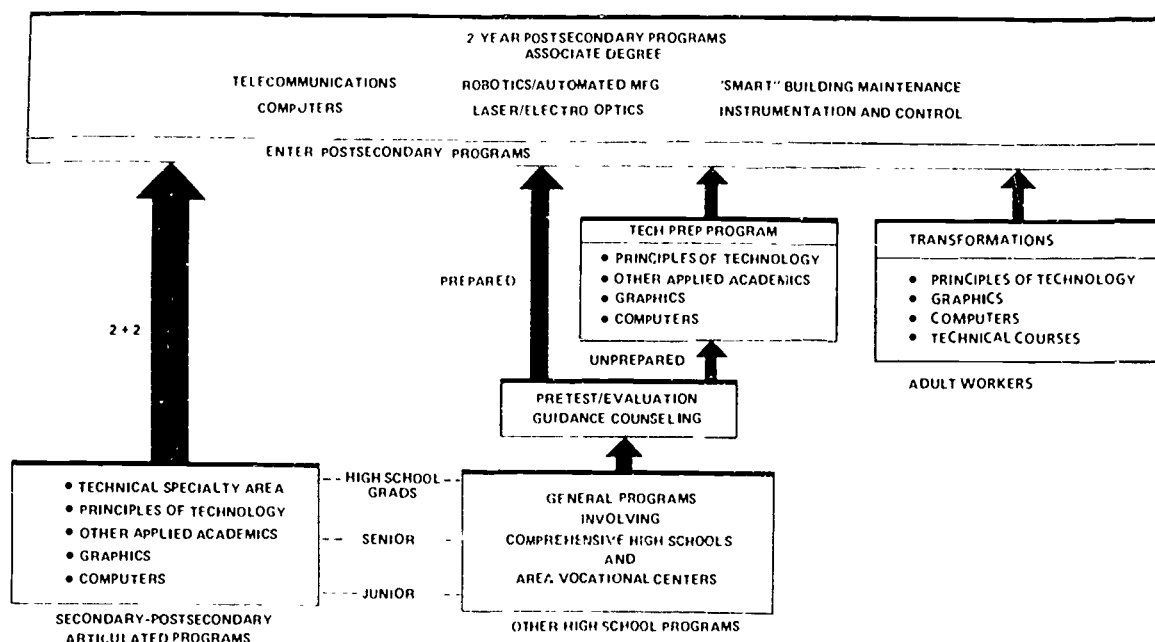 2 YEAR POSTSECONDARY PROGRAMS
ASSOCIATE DEGREE
TELECOMMUNICATIONS
ROBOTICS/AUTOMATED MFG
'SMART" BUILDING MAINTENANCE
COMPUTERS
LASER/ELECTRO OPTICS
INSTRUMENTATION AND CONTROL
ENTER POSTSECONDARY PROGRAMS
2 + 2
PREPARED
TECH PREP PROGRAM
• PRINCIPLES OF TECHNOLOGY
• OTHER APPLIED ACADEMICS
• GRAPHICS
• COMPUTERS
UNPREPARED
TRANSFORMATIONS
• PRINCIPLES OF TECHNOLOGY
• GRAPHICS
• COMPUTERS
• TECHNICAL COURSES
ADULT WORKERS
PRETEST/EVALUATION
GUIDANCE COUNSELING
• TECHNICAL SPECIALTY AREA
• PRINCIPLES OF TECHNOLOGY
• OTHER APPLIED ACADEMICS
• GRAPHICS
• COMPUTERS
SECONDARY-POSTSECONDARY
ARTICULATED PROGRAMS
HIGH SCHOOL
GRADS
SENIOR
JUNIOR
GENERAL PROGRAMS
INVOLVING
COMPREHENSIVE HIGH SCHOOLS
AND
AREA VOCATIONAL CENTERS
OTHER HIGH SCHOOL PROGRAMS